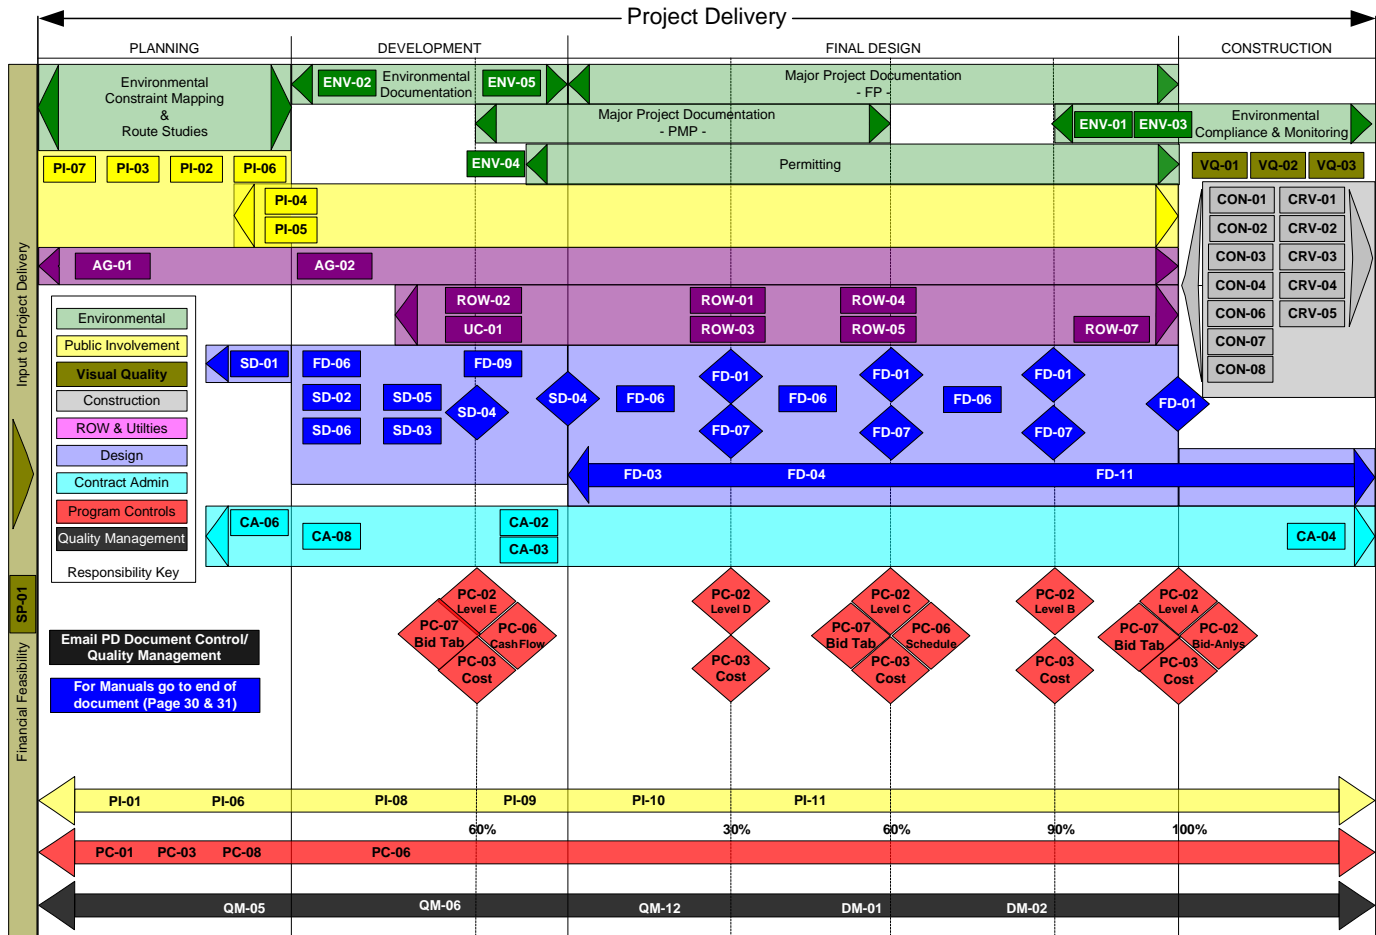 Project Delivery
PLANNING
DEVELOPMENT
FINAL DESIGN
CONSTRUCTION
Environmental
Constraint Mapping
&
Route Studies
ENV-02
Environmental
Documentation
ENV-05
Major Project Documentation
- FP -
Major Project Documentation
- PMP -
ENV-01
ENV-03
Environmental
Compliance & Monitoring
ENV-04
Permitting
PI-07
PI-03
PI-02
PI-06
VQ-01
VQ-02
VQ-03
PI-04
PI-05
CON-01
CRV-01
CON-02
CRV-02
CON-03
CRV-03
CON-04
CRV-04
CON-06
CRV-05
CON-07
CON-08
AG-01
AG-02
ROW-02
ROW-01
ROW-04
UC-01
ROW-03
ROW-05
ROW-07
Input to Project Delivery
Environmental
Public Involvement
Visual Quality
Construction
ROW & Utilties
Design
Contract Admin
Program Controls
Quality Management
Responsibility Key
SD-01
FD-06
FD-09
SD-02
SD-05
SD-04
SD-04
SD-06
SD-03
FD-06
FD-01
FD-07
FD-06
FD-01
FD-07
FD-06
FD-01
FD-07
FD-01
FD-03
FD-04
FD-11
CA-06
CA-08
CA-02
CA-03
CA-04
SP-01
Financial Feasibility
Email PD Document Control/
Quality Management
For Manuals go to end of
document (Page 30 & 31)
PC-02
Level E
PC-07
Bid Tab
PC-06
CashFlow
PC-03
Cost
PC-02
Level D
PC-03
Cost
PC-02
Level C
PC-07
Bid Tab
PC-06
Schedule
PC-03
Cost
PC-02
Level B
PC-03
Cost
PC-02
Level A
PC-07
Bid Tab
PC-02
Bid-Anlys
PC-03
Cost
PI-01
PI-06
PI-08
PI-09
PI-10
PI-11
60%
30%
60%
90%
100%
PC-01
PC-03
PC-08
PC-06
QM-05
QM-06
QM-12
DM-01
DM-02